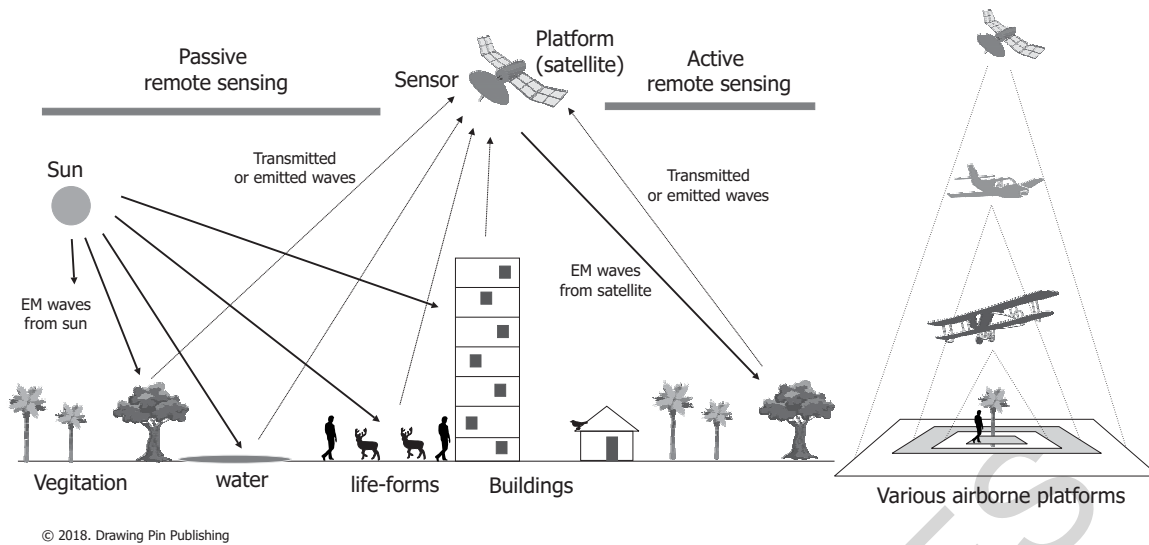 Passive
remote sensing
Sensor
Platform
(satellite)
Active
remote sensing
Sun
Transmitted
or emitted waves
Transmitted
or emitted waves
EM waves
from sun
EM waves
from satellite
Vegitation
water
life-forms
Buildings
Various airborne platforms
© 2018. Drawing Pin Publishing